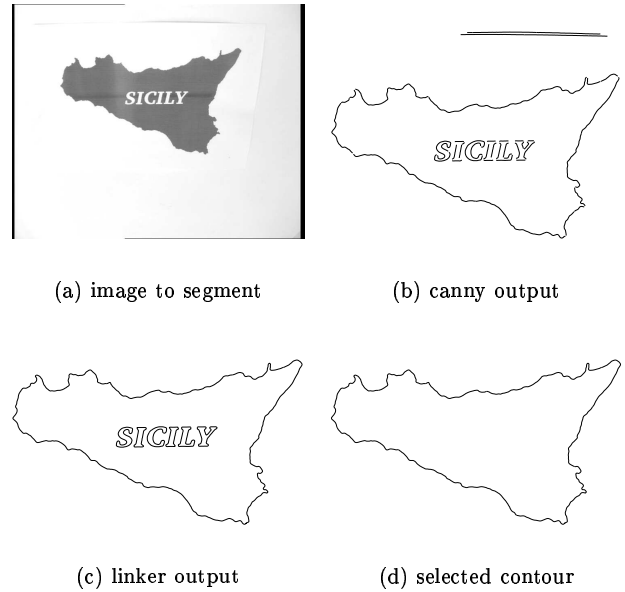 SICILY
SICILY
(a) image to segment
(b) canny output
SICILY
(c) linker output
(d) selected contour